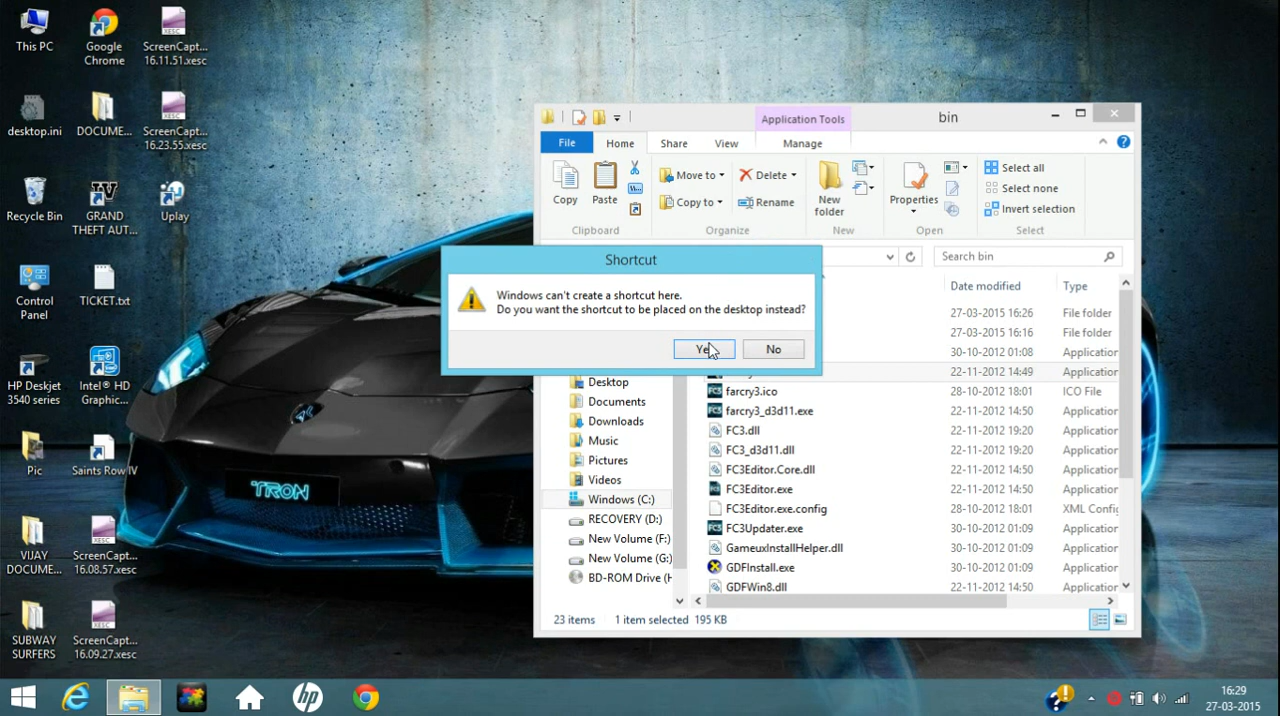 This PC
Google
Chrome
ScreenCapt...
16.11.51.xesc
desktop.ini
DOCUME...
ScreenCapt...
16.23.55.xesc
Recycle Bin
IV
GRAND
THEFT AUT...
Uplay
Control
Panel
TICKET.txt
HP Deskjet
3540 series
Intel® HD
Graphic...
Pic
Saints Row IV
VIJAY
DOCUME...
ScreenCapt...
16.08.57.xesc
SUBWAY
SURFERS
ScreenCapt...
16.09.27.xesc
TRON
Application Tools
bin
File
Home
Share
View
Manage
Copy
Paste
Move to
Copy to
Delete
Rename
New
folder
Properties
Select all
Select none
Invert selection
Clipboard
Organize
New
Open
Select
Search bin
Shortcut
Windows can't create a shortcut here.
Do you want the shortcut to be placed on the desktop instead?
Yes
No
Date modified
Type
27-03-2015 16:26
File folder
27-03-2015 16:16
File folder
30-10-2012 01:08
Application
22-11-2012 14:49
Application
farcry3.ico
28-10-2012 18:01
ICO File
farcry3_d3d11.exe
22-11-2012 14:50
Application
FC3.dll
22-11-2012 19:20
Application
FC3_d3d11.dll
22-11-2012 19:20
Application
FC3Editor.Core.dll
22-11-2012 14:50
Application
FC3Editor.exe
22-11-2012 14:50
Application
FC3Editor.exe.config
28-10-2012 18:01
XML Config
FC3Updater.exe
30-10-2012 01:09
Application
GameuxInstallHelper.dll
30-10-2012 01:09
Application
GDFInstall.exe
30-10-2012 01:09
Application
GDFWin8.dll
22-11-2012 14:50
Application
Desktop
Documents
Downloads
Music
Pictures
Videos
Windows (C:)
RECOVERY (D:)
New Volume (F:)
New Volume (G:)
BD-ROM Drive (H
23 items
1 item selected 195 KB
hp
16:29
27-03-2015